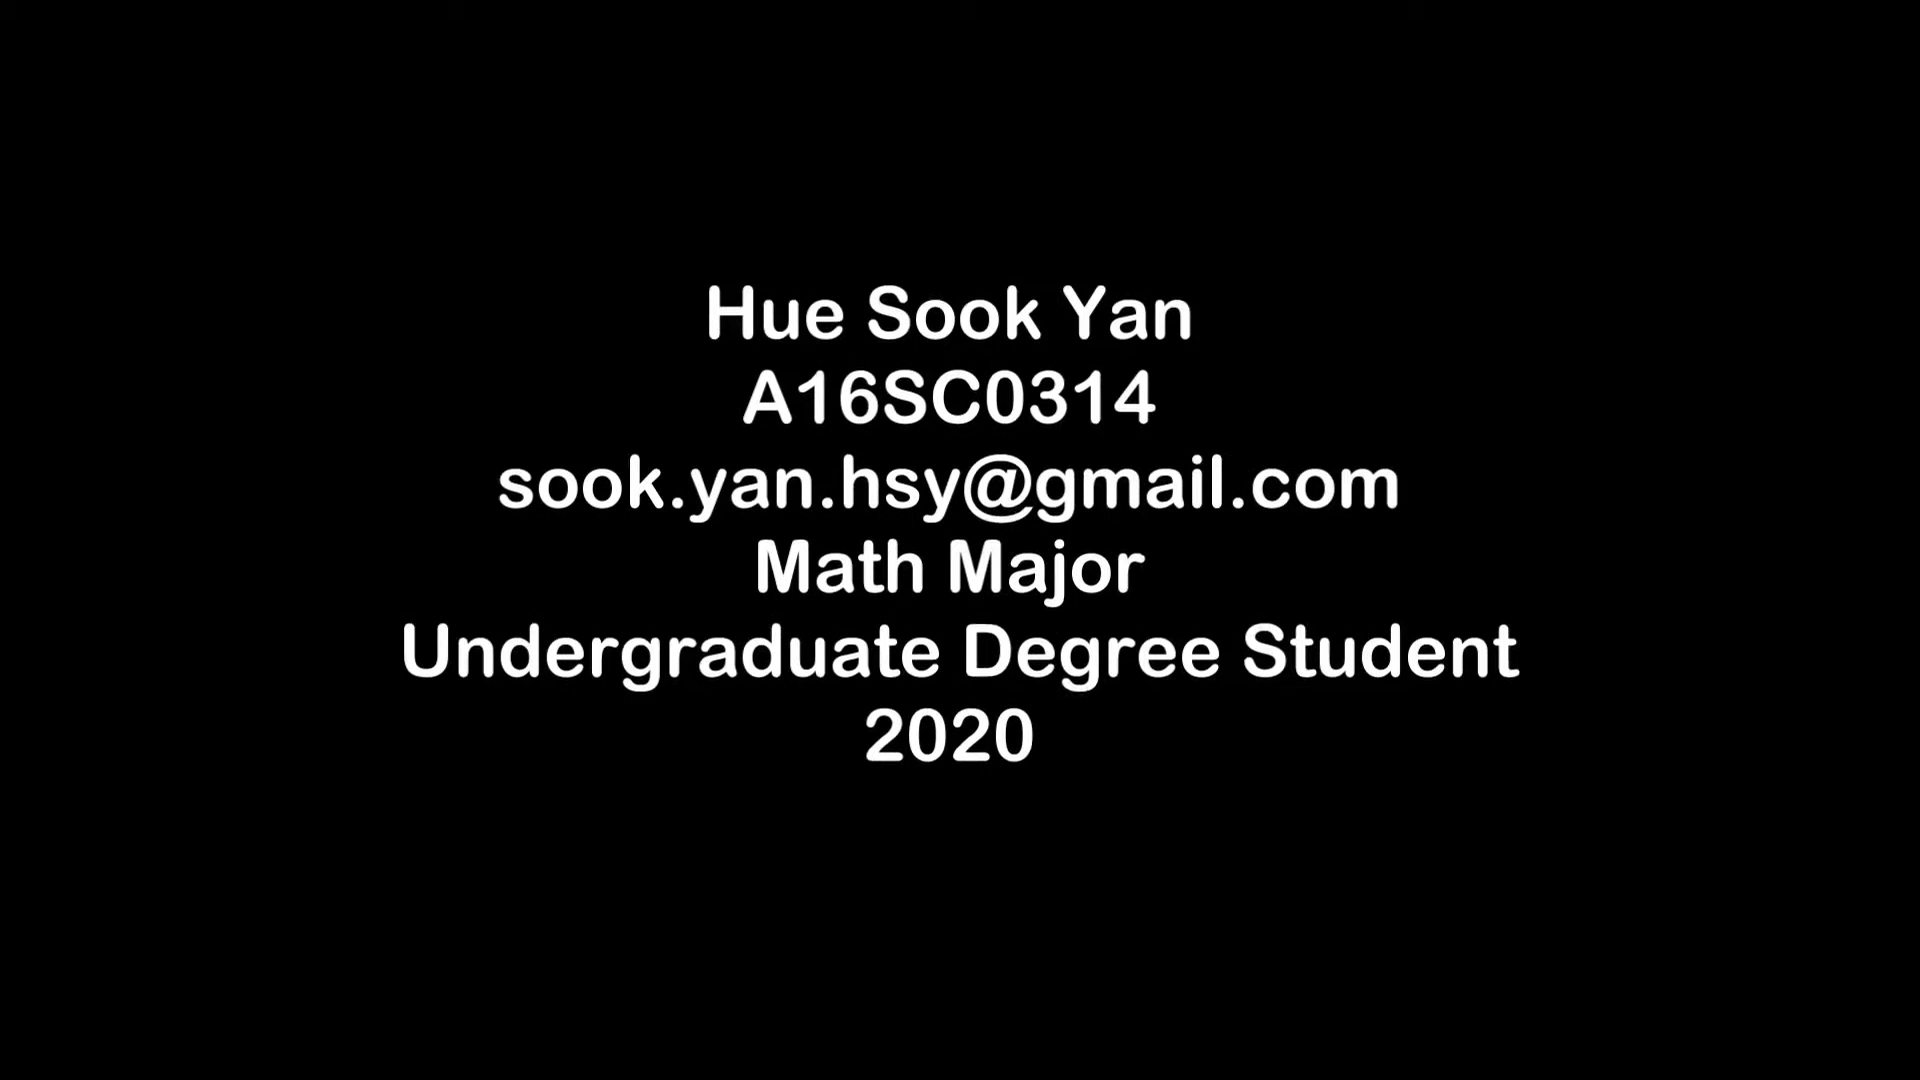 Hue Sook Yan
A16SC0314
sook.yan.hsy@gmail.com
Math Major
Undergraduate Degree Student
2020